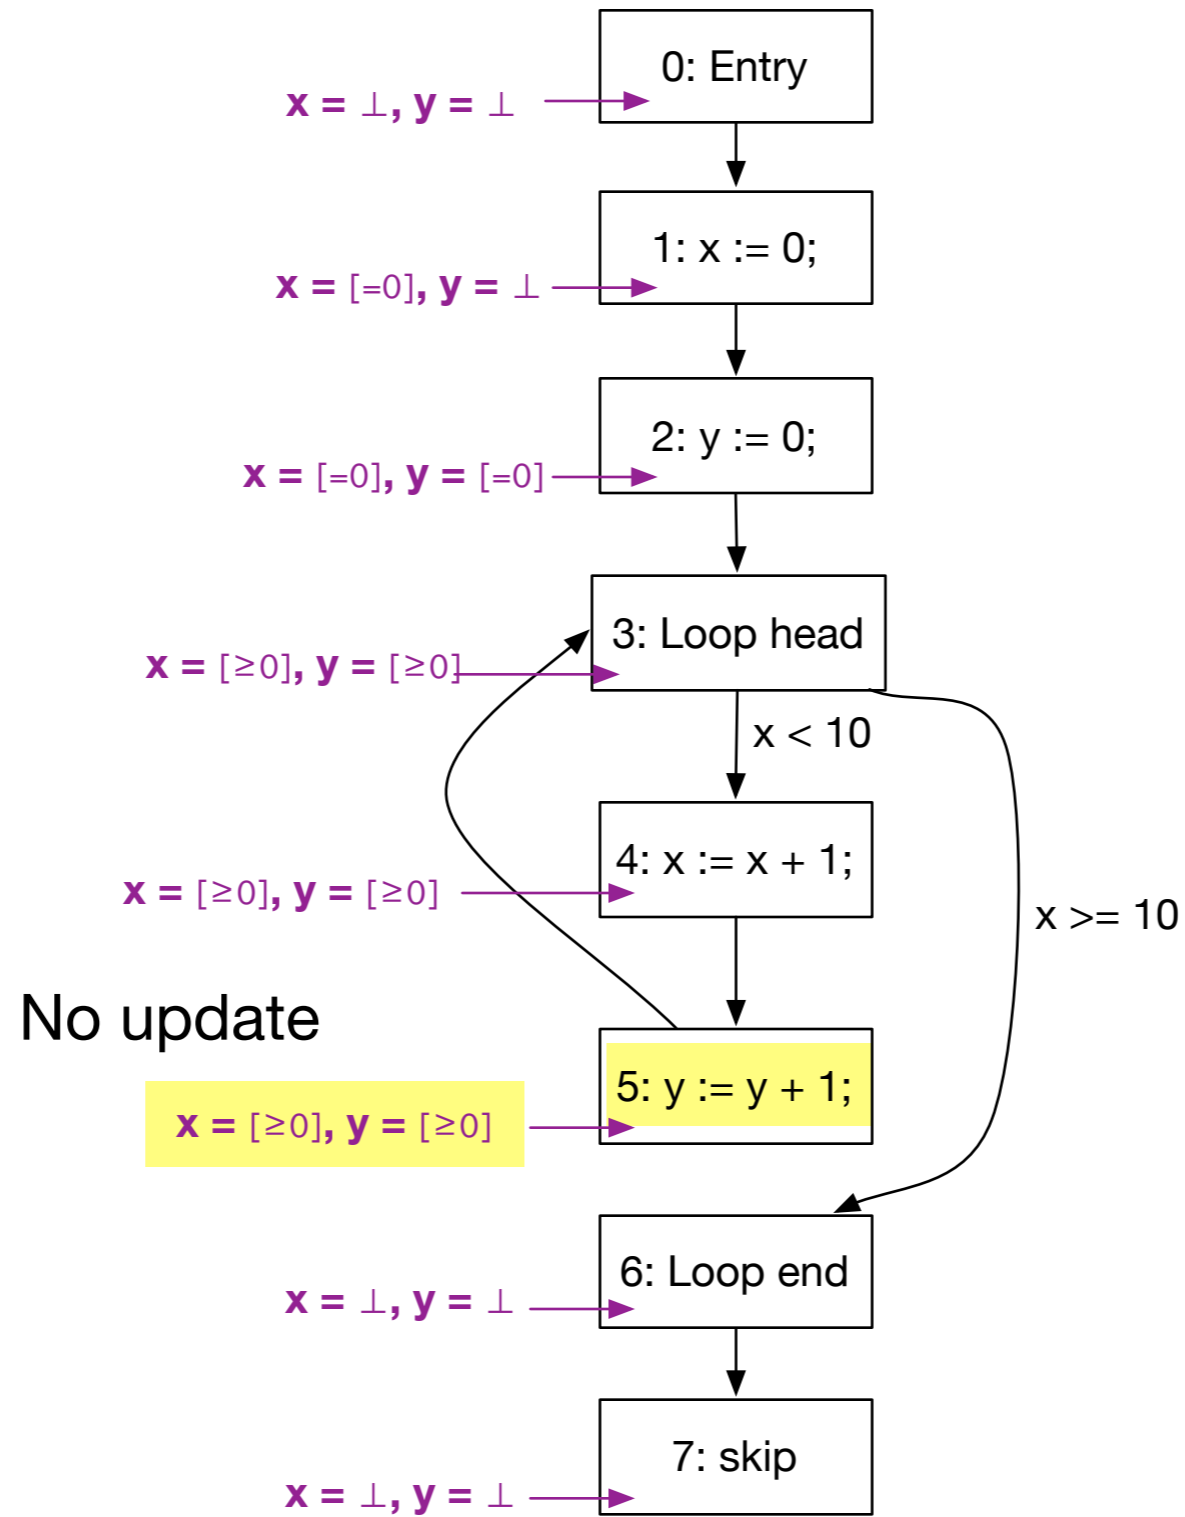 0: Entry
x = ⊥, y = ⊥
1: x := 0;
x = [=0], y = ⊥
2: y := 0;
x = [=0], y = [=0]
3: Loop head
x = [≥0], y = [≥0]
x < 10
4: x := x + 1;
x = [≥0], y = [≥0]
x >= 10
No update
5: y := y + 1;
x = [≥0], y = [≥0]
6: Loop end
x = ⊥, y = ⊥
7: skip
x = ⊥, y = ⊥